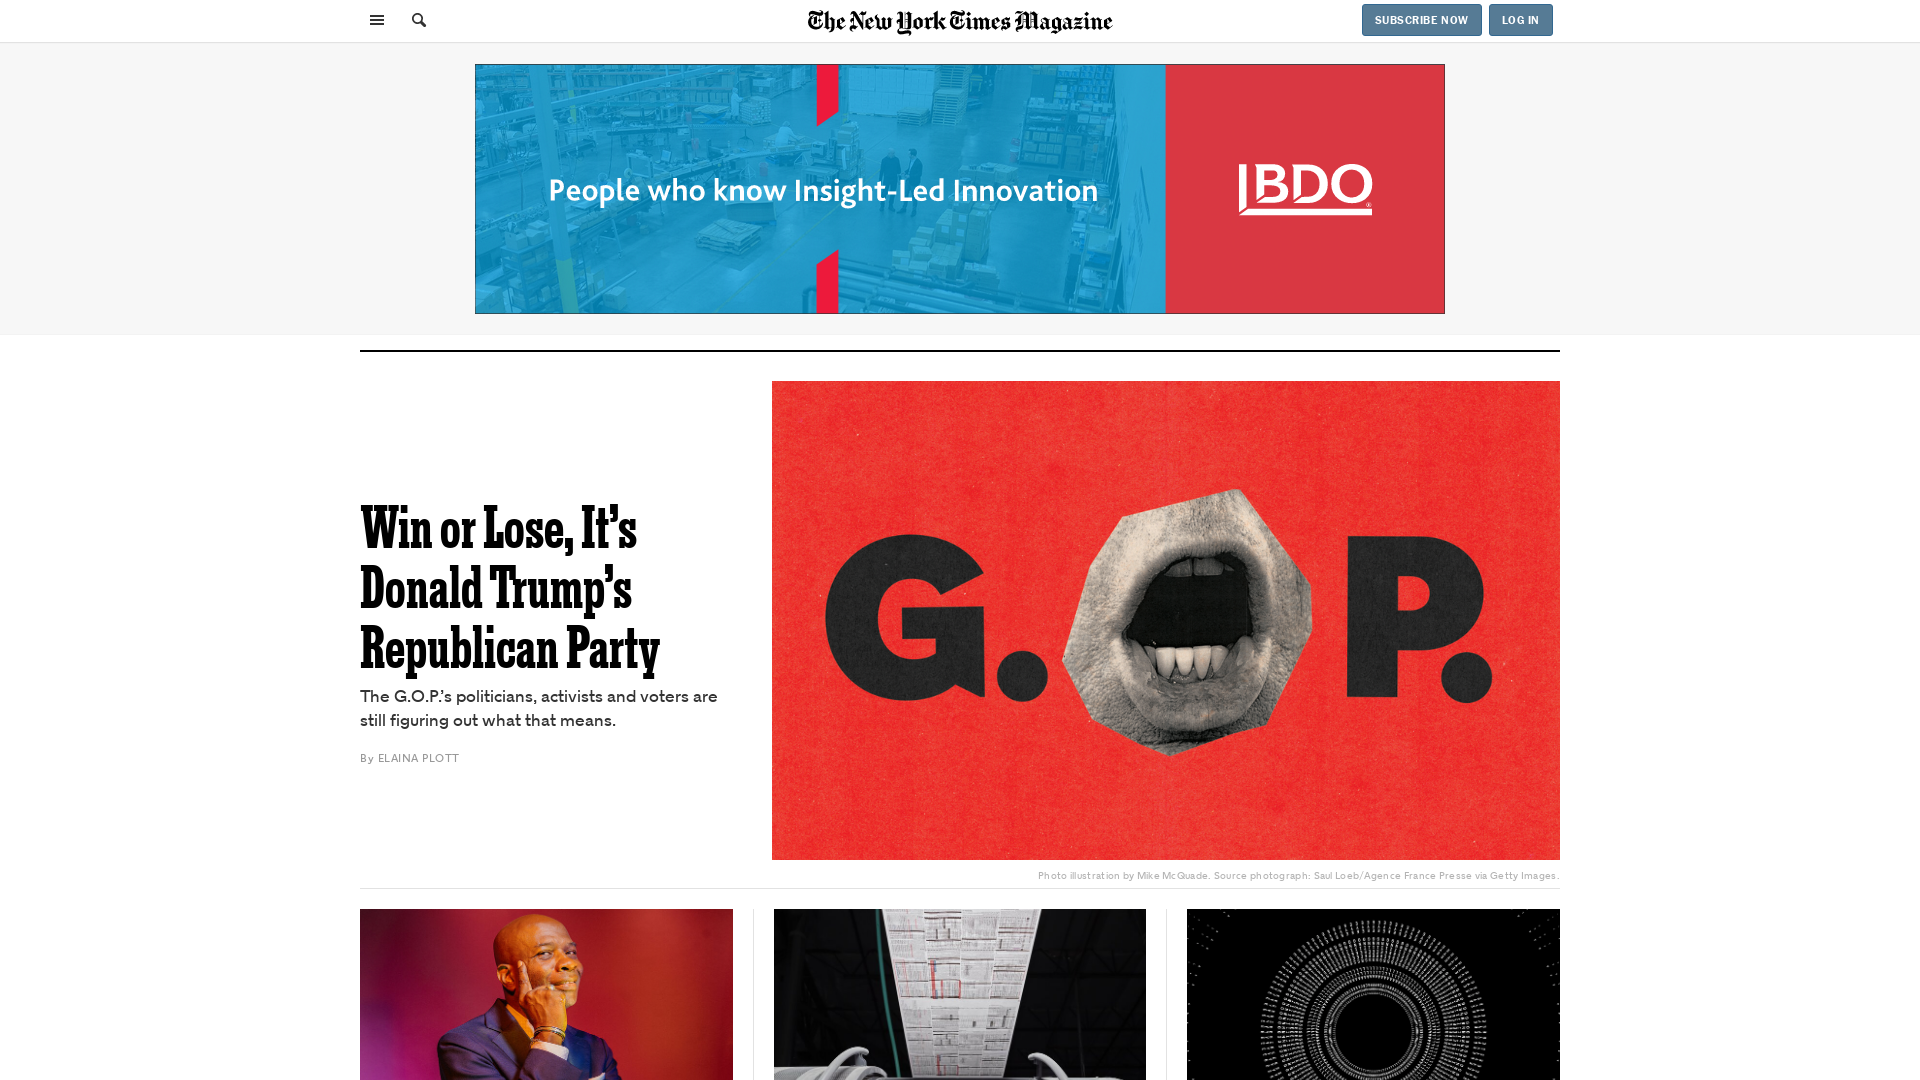 The New York Times Magazine
SUBSCRIBE NOW
LOG IN
People who know Insight-Led Innovation
BDO
Win or Lose, It's
Donald Trump's
Republican Party
The G.O.P.'s politicians, activists and voters are
still figuring out what that means.
By ELAINA PLOTT
G. P.
Photo illustration by Mike McQuade. Source photograph: Saul Loeb/Agence France Presse via Getty Images.